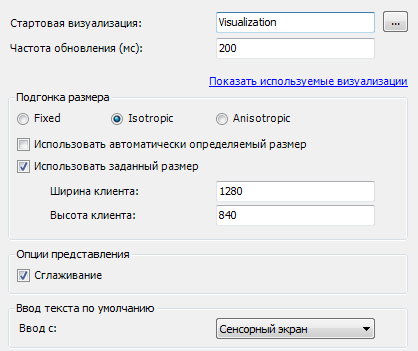 Стартовая визуализация: Visualization ...
Частота обновления (мс): 200
Показать используемые визуализации
Подгонка размера
Fixed Isotropic Anisotropic
Использовать автоматически определяемый размер
Использовать заданный размер
Ширина клиента: 1280
Высота клиента: 840
Опции представления
Сглаживание
Ввод текста по умолчанию
Ввод с: Сенсорный экран